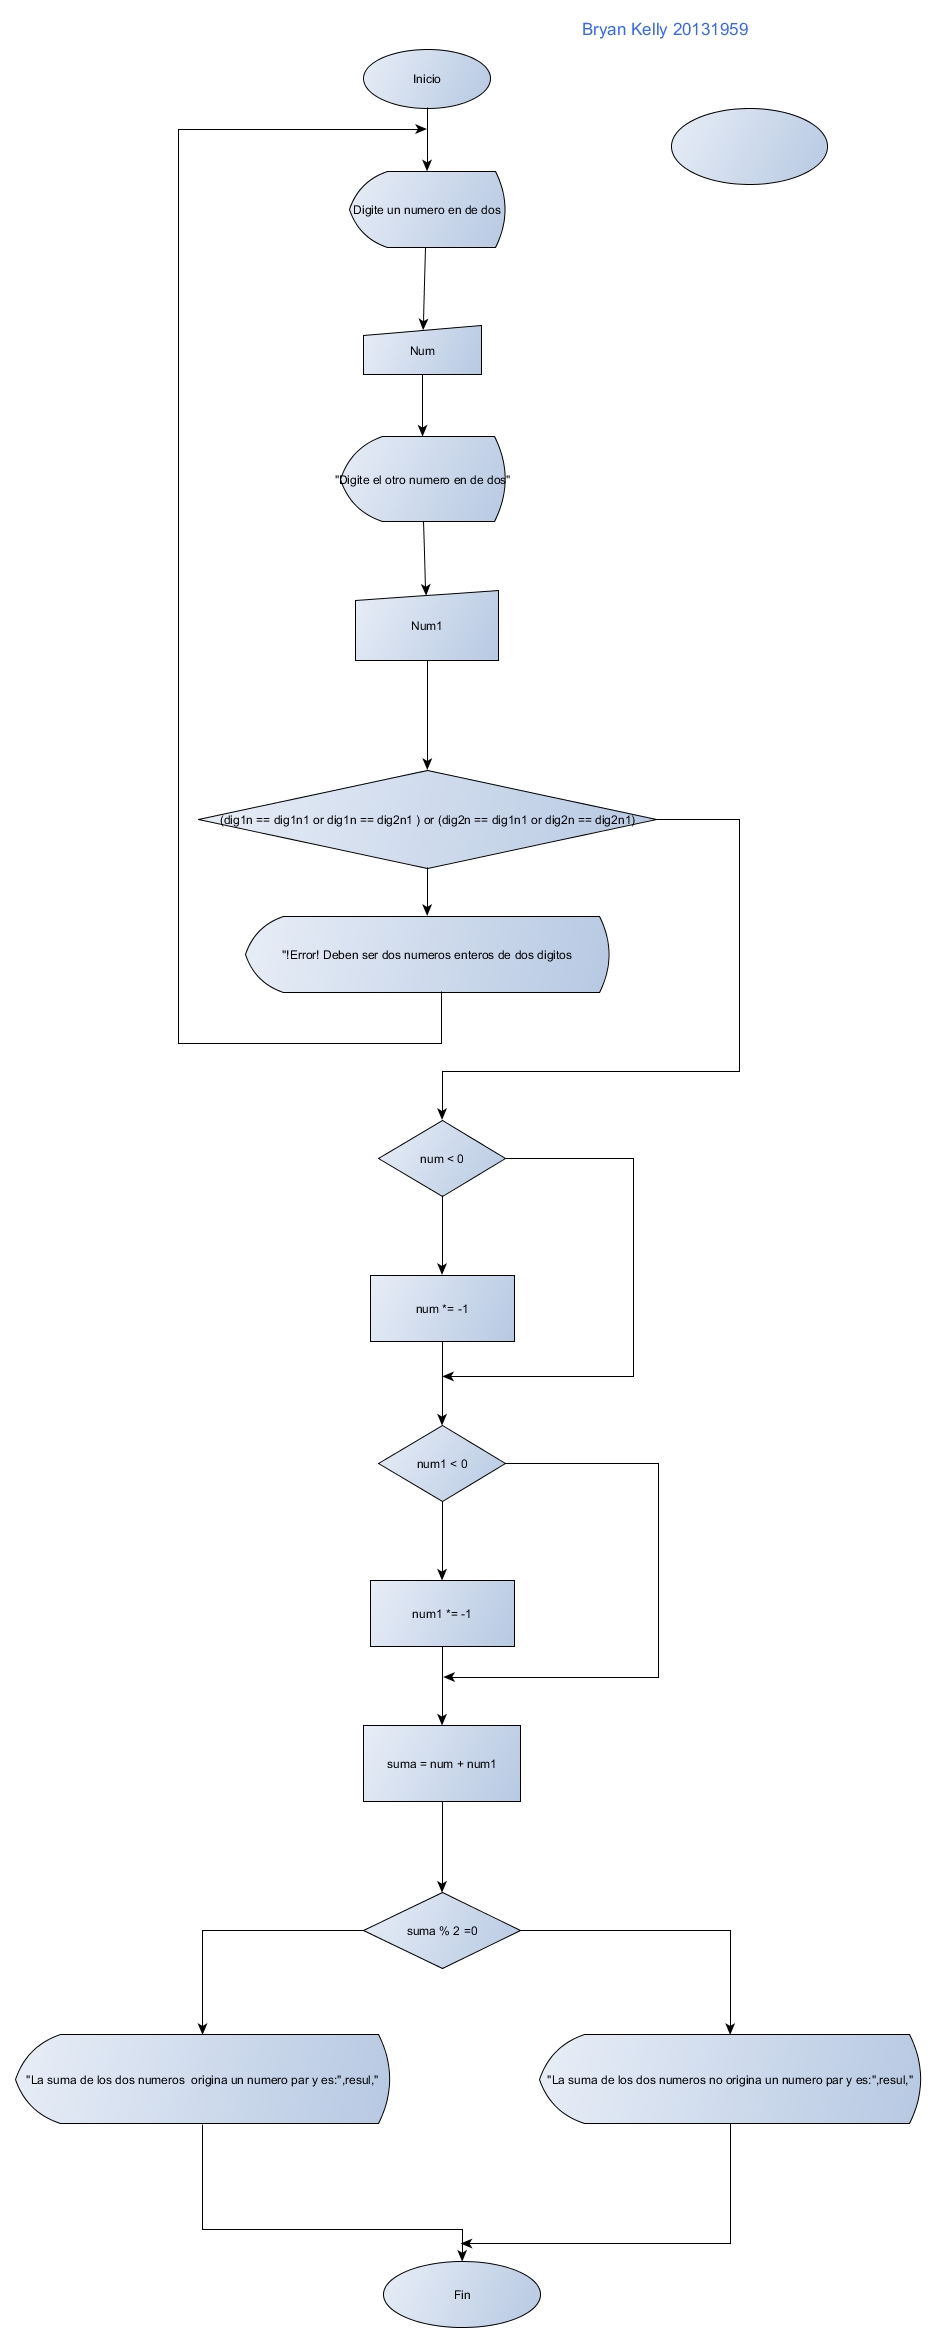 Bryan Kelly 20131959
Inicio
Digite un numero en de dos
Num
"Digite el otro numero en de dos"
Num1
(dig1n == dig1n1 or dig1n == dig2n1 ) or (dig2n == dig1n1 or dig2n == dig2n1)
"!Error! Deben ser dos numeros enteros de dos digitos
num < 0
num *= -1
num1 < 0
num1 *= -1
suma = num + num1
suma % 2 =0
"La suma de los dos numeros  origina un numero par y es:",resul,"
"La suma de los dos numeros no origina un numero par y es:",resul,"
Fin